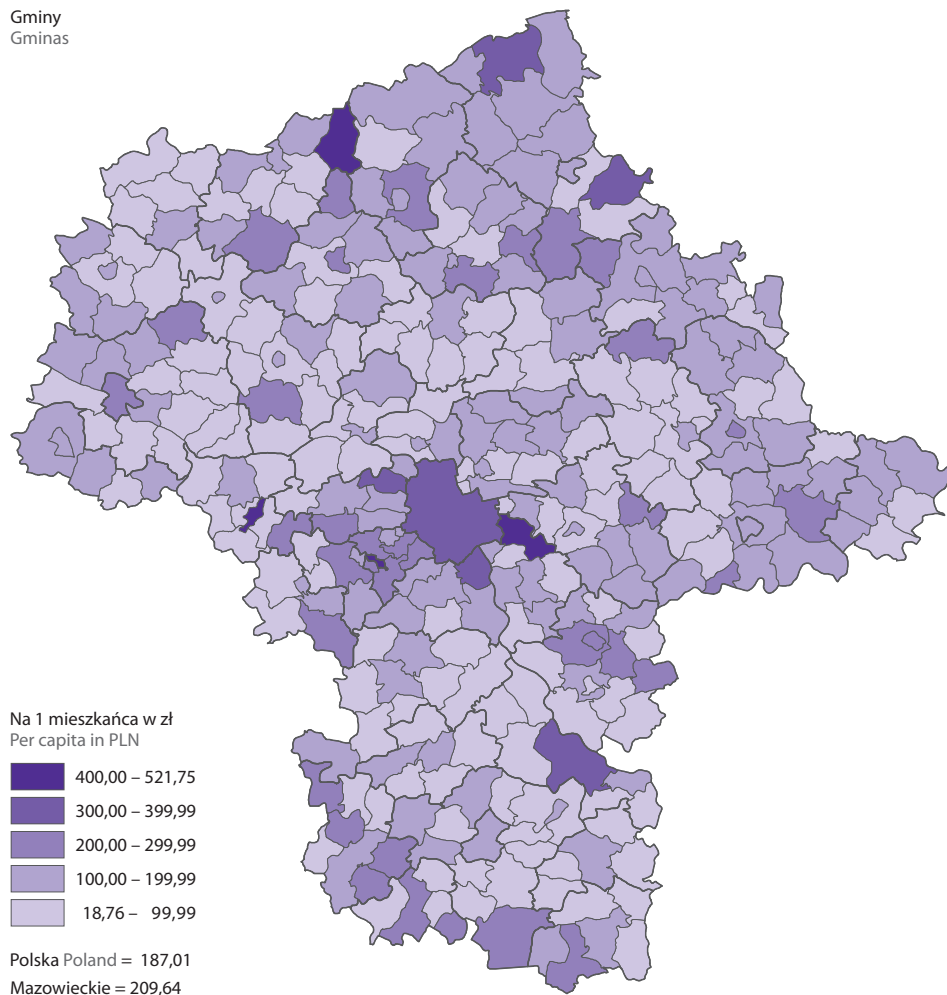 Gminy
Gminas
Na 1 mieszkańca w zł
Per capita in PLN
400,00 – 521,75
300,00 – 399,99
200,00 – 299,99
100,00 – 199,99
18,76 – 99,99
Polska Poland = 187,01
Mazowieckie = 209,64